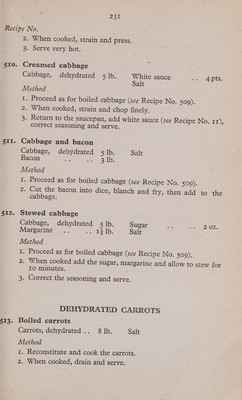 231
Recipe No.
2. When cooked, strain and press.
3. Serve very hot.
510. Creamed cabbage
Cabbage, dehydrated 5 lb. White sauce .. 4 pts.
Salt
Method
1. Proceed as for boiled cabbage (see Recipe No. 509).
2. When cooked, strain and chop finely.
3. Return to the saucepan, add white sauce (see Recipe No. 11),
correct seasoning and serve.
511. Cabbage and bacon
Cabbage, dehydrated 5 lb. Salt
Bacon .. .. 3 lb.
Method
1. Proceed as for boiled cabbage (see Recipe No. 509).
2. Cut the bacon into dice, blanch and fry, then add to the
cabbage.
512. Stewed cabbage
Cabbage, dehydrated 5 lb. Sugar .. .. 2 oz.
Margarine .. .. 1½ lb. Salt
Method
1. Proceed as for boiled cabbage (see Recipe No. 509).
2. When cooked add the sugar, margarine and allow to stew for
10 minutes.
3. Correct the seasoning and serve.
DEHYDRATED CARROTS
513. Boiled carrots
Carrots, dehydrated .. 8 lb. Salt
Method
1. Reconstitute and cook the carrots.
2. When cooked, drain and serve.